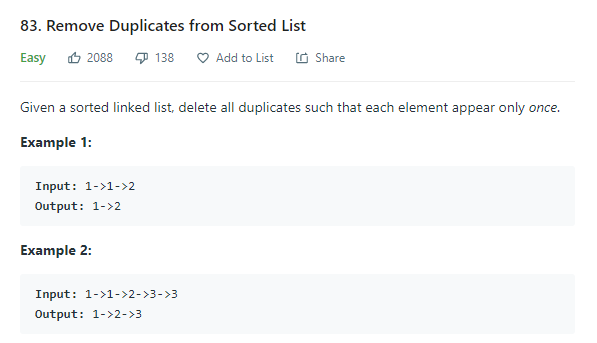 83. Remove Duplicates from Sorted List
Easy 2088 138 Add to List Share
Given a sorted linked list, delete all duplicates such that each element appear only once.
Example 1:
Input: 1->1->2
Output: 1->2
Example 2:
Input: 1->1->2->3->3
Output: 1->2->3